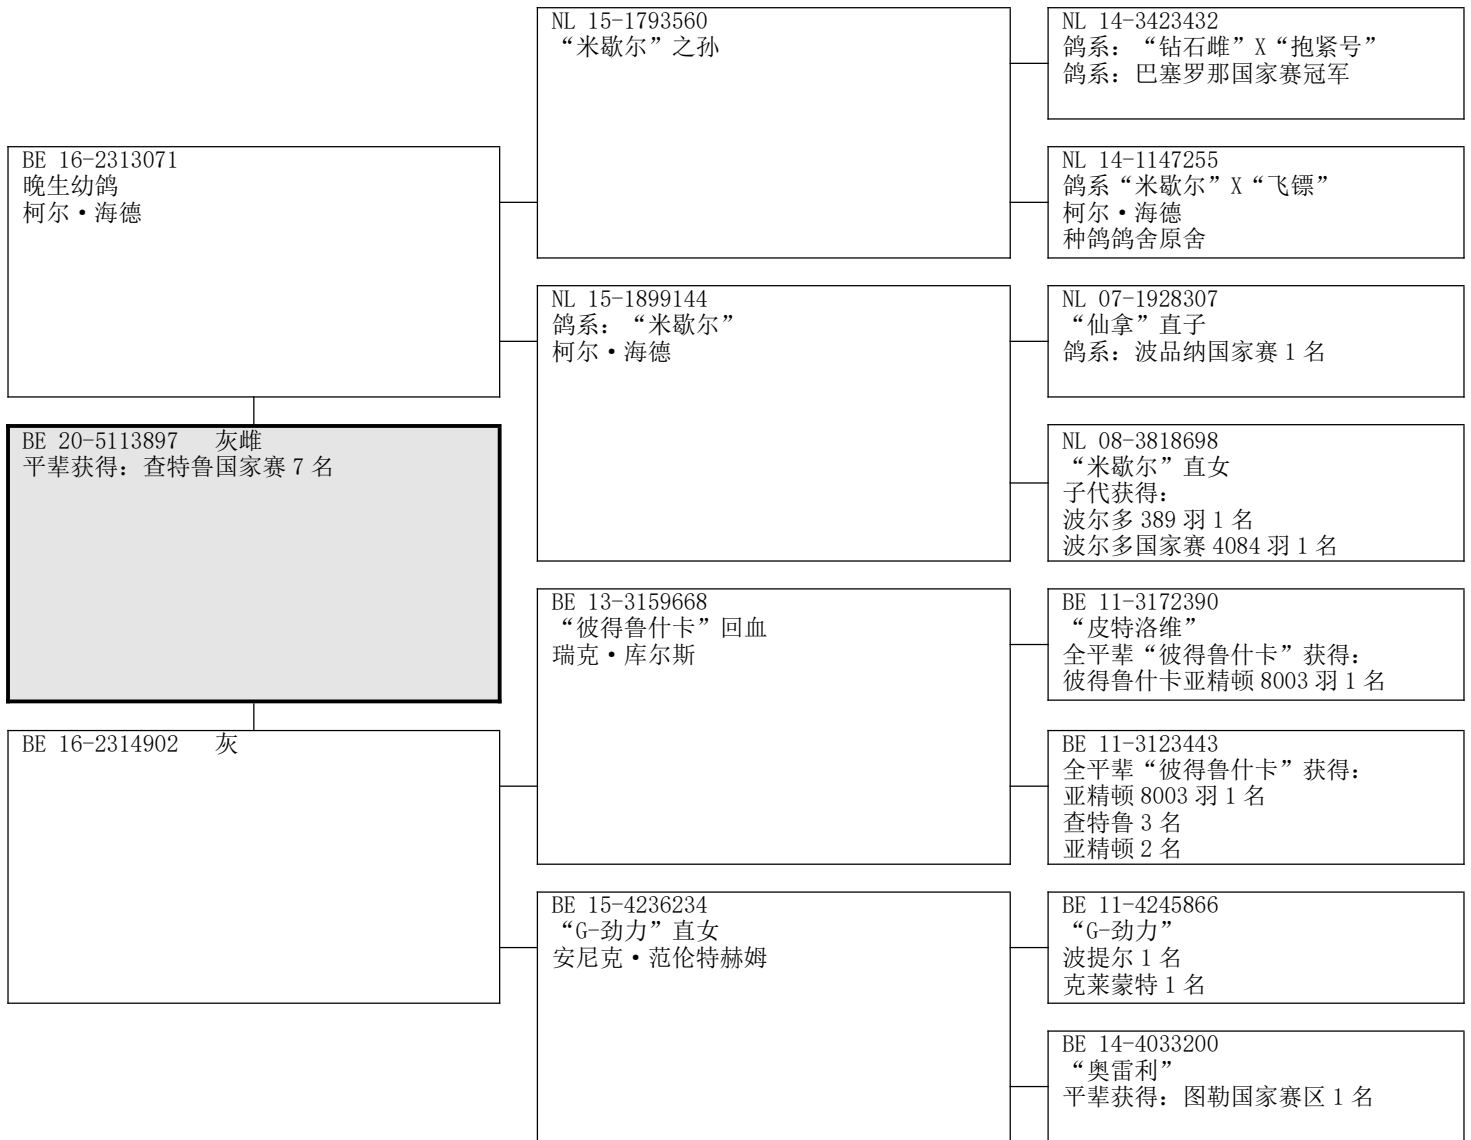 BE 16-2313071
晚生幼鸽
柯尔·海德
BE 20-5113897 灰雌
平辈获得：查特鲁国家赛 7 名
BE 16-2314902 灰
NL 15-1793560
“米歇尔”之孙
NL 15-1899144
鸽系：“米歇尔”
柯尔·海德
BE 13-3159668
“彼得鲁什卡”回血
瑞克·库尔斯
BE 15-4236234
“G-劲力”直女
安尼克·范伦特赫姆
NL 14-3423432
鸽系：“钻石雌”X“抱紧号”
鸽系：巴塞罗那国家赛冠军
NL 14-1147255
鸽系“米歇尔”X“飞镖”
柯尔·海德
种鸽鸽舍原舍
NL 07-1928307
“仙拿”直子
鸽系：波品纳国家赛 1 名
NL 08-3818698
“米歇尔”直女
子代获得：
波尔多 389 羽 1 名
波尔多国家赛 4084 羽 1 名
BE 11-3172390
“皮特洛维”
全平辈“彼得鲁什卡”获得：
彼得鲁什卡亚精顿 8003 羽 1 名
BE 11-3123443
全平辈“彼得鲁什卡”获得：
亚精顿 8003 羽 1 名
查特鲁 3 名
亚精顿 2 名
BE 11-4245866
“G-劲力”
波提尔 1 名
克莱蒙特 1 名
BE 14-4033200
“奥雷利”
平辈获得：图勒国家赛区 1 名